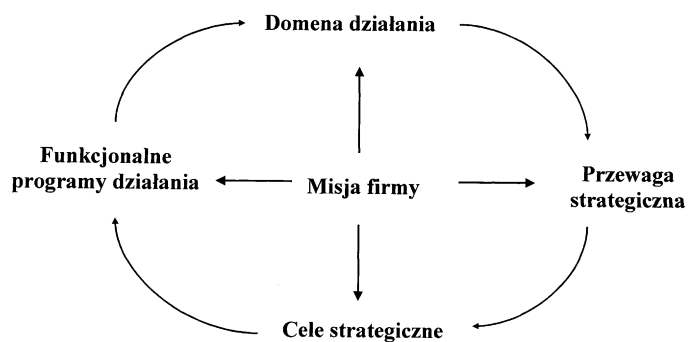 Domena działania
Funkcjonalne
programy działania
Misja firmy
Przewaga
strategiczna
Cele strategiczne